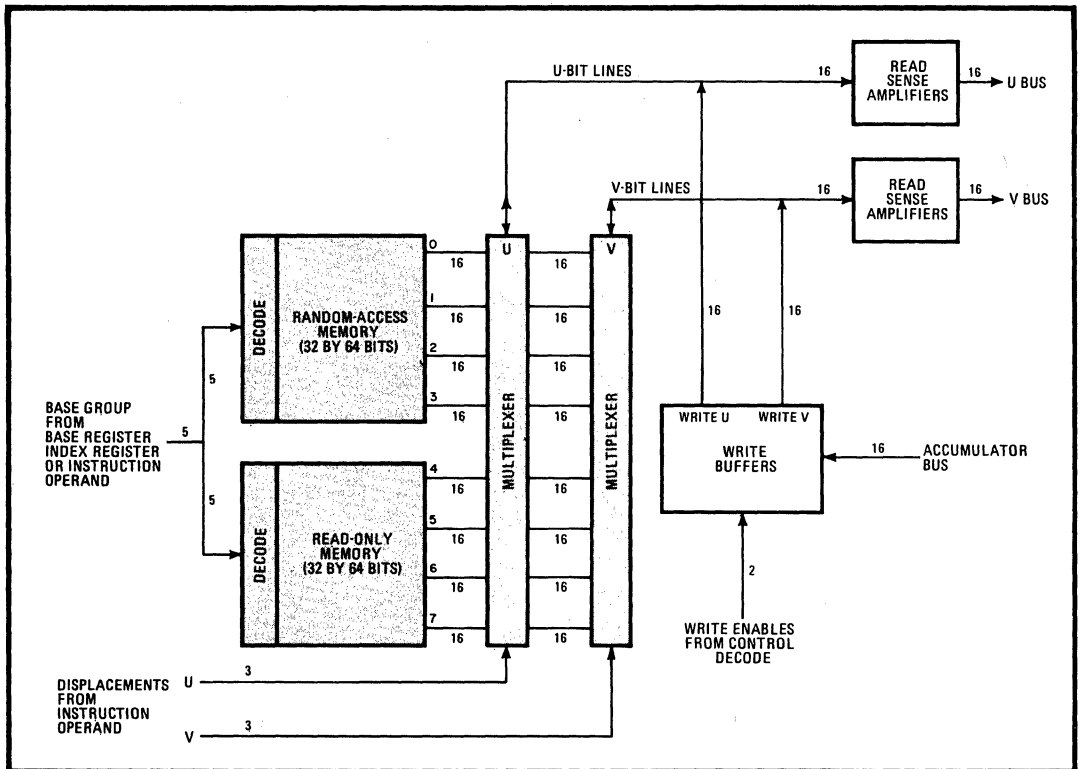 U-BIT LINES
16
READ
SENSE
AMPLIFIERS
16
U BUS
V-BIT LINES
16
READ
SENSE
AMPLIFIERS
16
V BUS
DECODE
RANDOM-ACCESS
MEMORY
(32 BY 64 BITS)
0
16
1
16
2
16
3
16
U
MULTIPLEXER
16
16
16
16
V
MULTIPLEXER
16
16
5
BASE GROUP
FROM
BASE REGISTER
INDEX REGISTER
OR INSTRUCTION
OPERAND
5
5
DECODE
READ-ONLY
MEMORY
(32 BY 64 BITS)
4
16
5
16
6
16
7
16
16
16
16
16
WRITE U
WRITE V
WRITE
BUFFERS
16
ACCUMULATOR
BUS
2
WRITE ENABLES
FROM CONTROL
DECODE
DISPLACEMENTS
FROM
INSTRUCTION
OPERAND
U
3
V
3